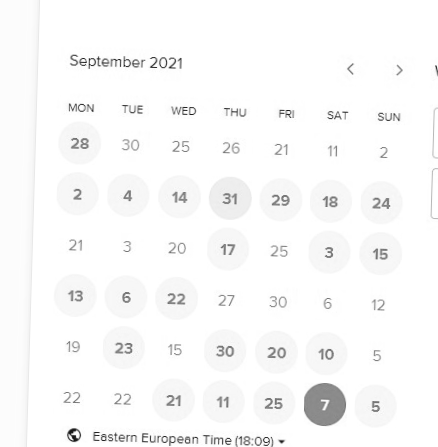 September 2021
MON TUE WED THU FRI SAT SUN
28 30 25 26 21 11 2
2 4 14 31 29 18 24
21 3 20 17 25 3 15
13 6 22 27 30 6 12
19 23 15 30 20 10 5
22 22 21 11 25 7 5
Eastern European Time (18:09)